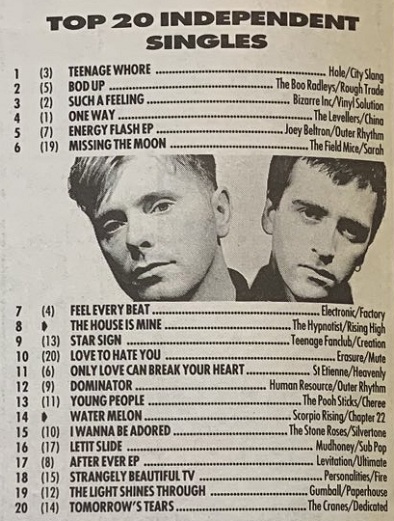 TOP 20 INDEPENDENT
SINGLES
1 (3) TEENAGE WHORE ... Hole/City Slang
2 (5) BOD UP ... The Boo Radleys/Rough Trade
3 (2) SUCH A FEELING ... Bizarre Inc/Vinyl Solution
4 (1) ONE WAY ... The Levellers/China
5 (7) ENERGY FLASH EP ... Joey Beltron/Outer Rhythm
6 (19) MISSING THE MOON ... The Field Mice/Sarah
7 (4) FEEL EVERY BEAT ... Electronic/Factory
8 THE HOUSE IS MINE ... The Hypnotist/Rising High
9 (13) STAR SIGN ... Teenage Fanclub/Creation
10 (20) LOVE TO HATE YOU ... Erasure/Mute
11 (6) ONLY LOVE CAN BREAK YOUR HEART ... St Etienne/Heavenly
12 (9) DOMINATOR ... Human Resource/Outer Rhythm
13 (11) YOUNG PEOPLE ... The Pooh Sticks/Cheree
14 WATER MELON ... Scorpio Rising/Chapter 22
15 (10) I WANNA BE ADORED ... The Stone Roses/Silvertone
16 (17) LET IT SLIDE ... Mudhoney/Sub Pop
17 (8) AFTER EVER EP ... Levitation/Ultimate
18 (15) STRANGELY BEAUTIFUL TV ... Personalities/Fire
19 (12) THE LIGHT SHINES THROUGH ... Gumball/Paperhouse
20 (14) TOMORROW'S TEARS ... The Cranes/Dedicated